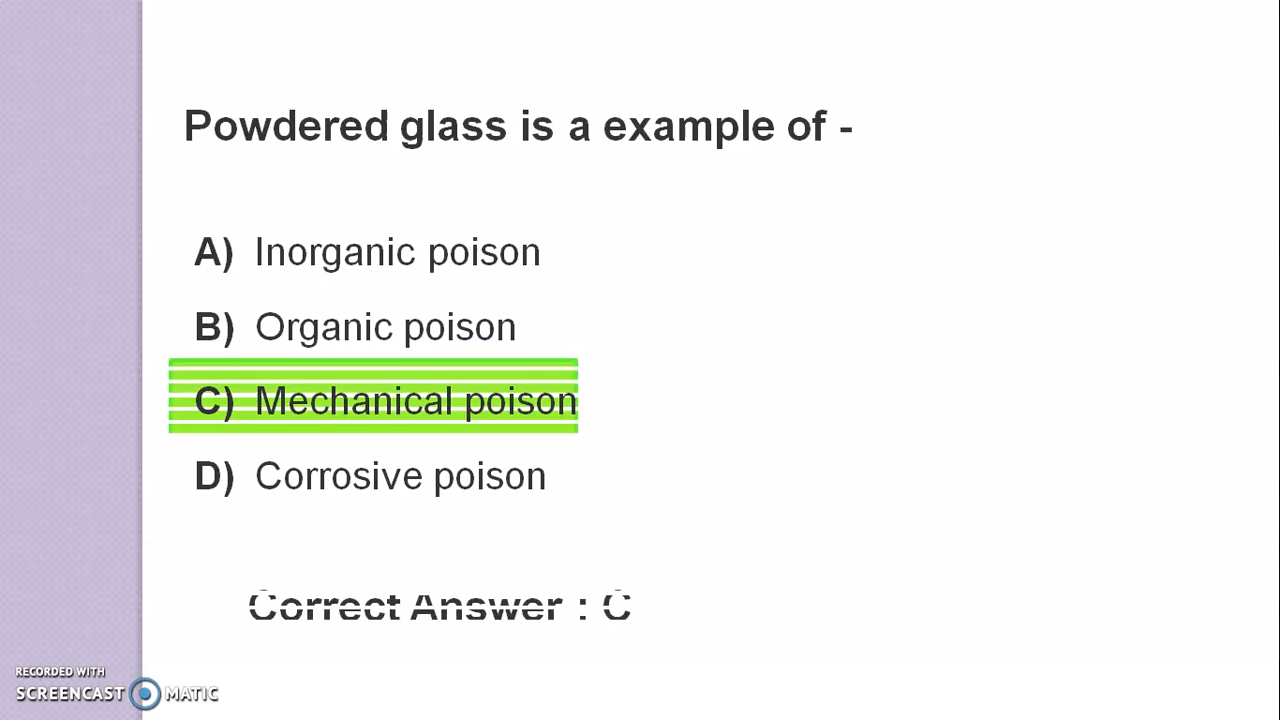 Powdered glass is a example of -
A) Inorganic poison
B) Organic poison
C) Mechanical poison
D) Corrosive poison
Correct Answer : C
RECORDED WITH
SCREENCAST MATIC